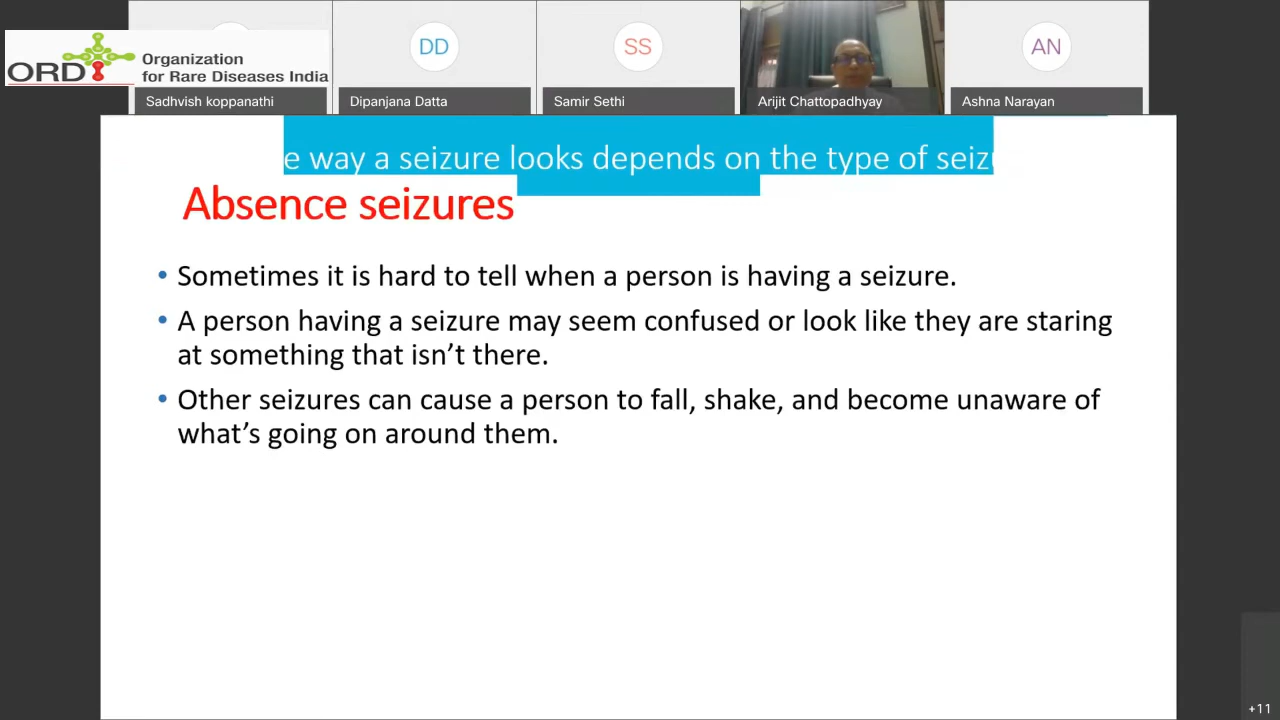 DD
SS
AN
ORD
Organization
for Rare Diseases India
Sadhvish koppanathi
Dipanjana Datta
Samir Sethi
Arijit Chattopadhyay
Ashna Narayan
way a seizure looks depends on the type of
Absence seizures
• Sometimes it is hard to tell when a person is having a seizure.
• A person having a seizure may seem confused or look like they are staring
at something that isn't there.
• Other seizures can cause a person to fall, shake, and become unaware of
what's going on around them.
+11